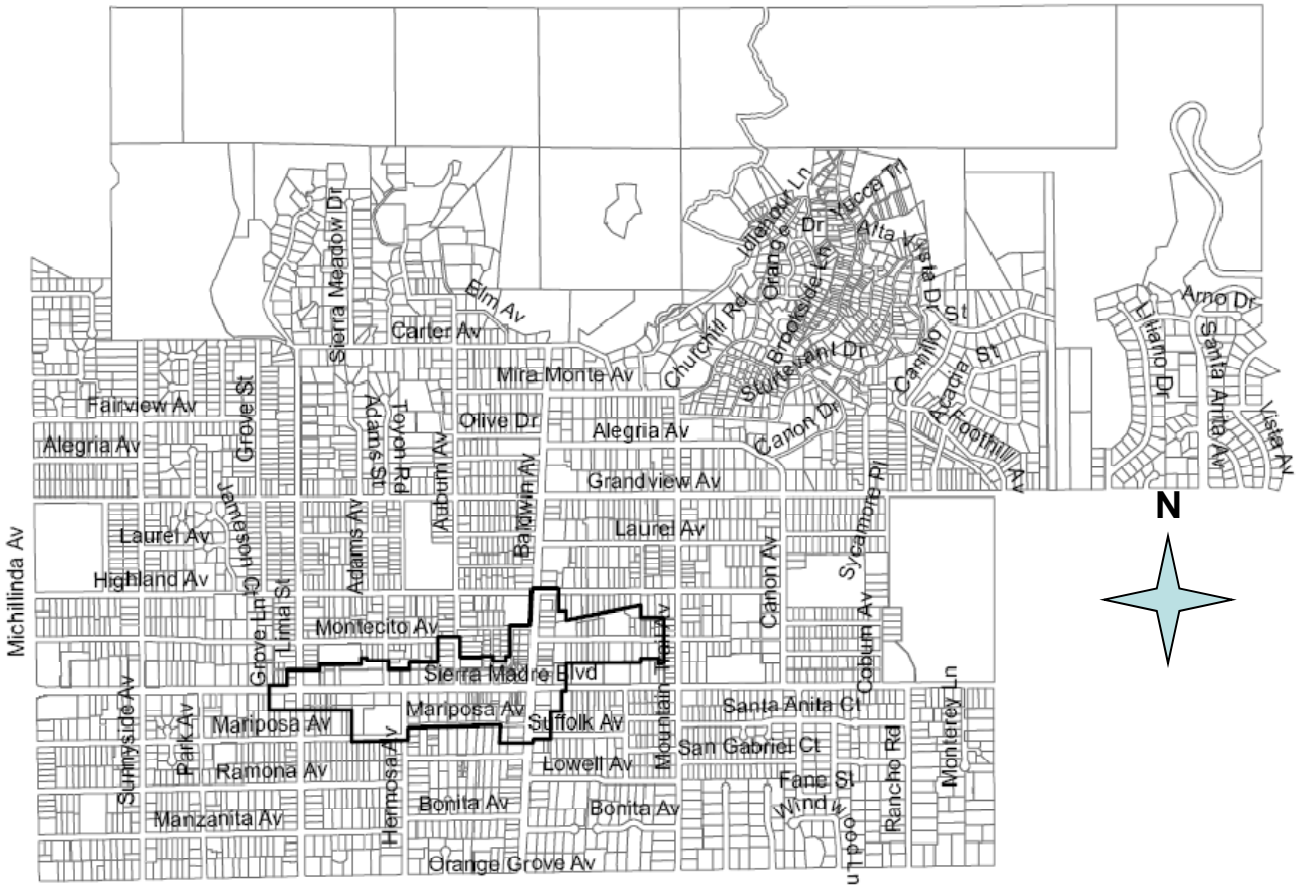 Idlehour Ln
Yucca Trl
Orange Dr
Alta Vista Dr
Sierra Meadow Dr
Brookside Ln
Elm Av
Arno Dr
Carter Av
Churchill Rd
St
Liliano Dr
Santa Anita Av
Mira Monte Av
Sturtevant Dr
Camillo
Acacia St
Fairview Av
Grove St
Adams St
Toyon Rd
Olive Dr
Alegria Av
Canon Dr
Foothill Av
Vista Av
Alegria Av
Auburn Av
Baldwin Av
Grandview Av
Sycamore Pl
N
Michillinda Av
Laurel Av
Jameson Ct
Adams Av
Laurel Av
Highland Av
Canon Av
Grove Ln
Lima St
Montecito Av
Mountain Trail Av
Coburn Av
Sierra Madre Blvd
Sunnyside Av
Park Av
Mariposa Av
Mariposa Av
Suffolk Av
Santa Anita Ct
Monterey Ln
San Gabriel Ct
Ramona Av
Hermosa Av
Lowell Av
Fane St
Rancho Rd
Manzanita Av
Bonita Av
Bonita Av
Windwood Ln
Orange Grove Av